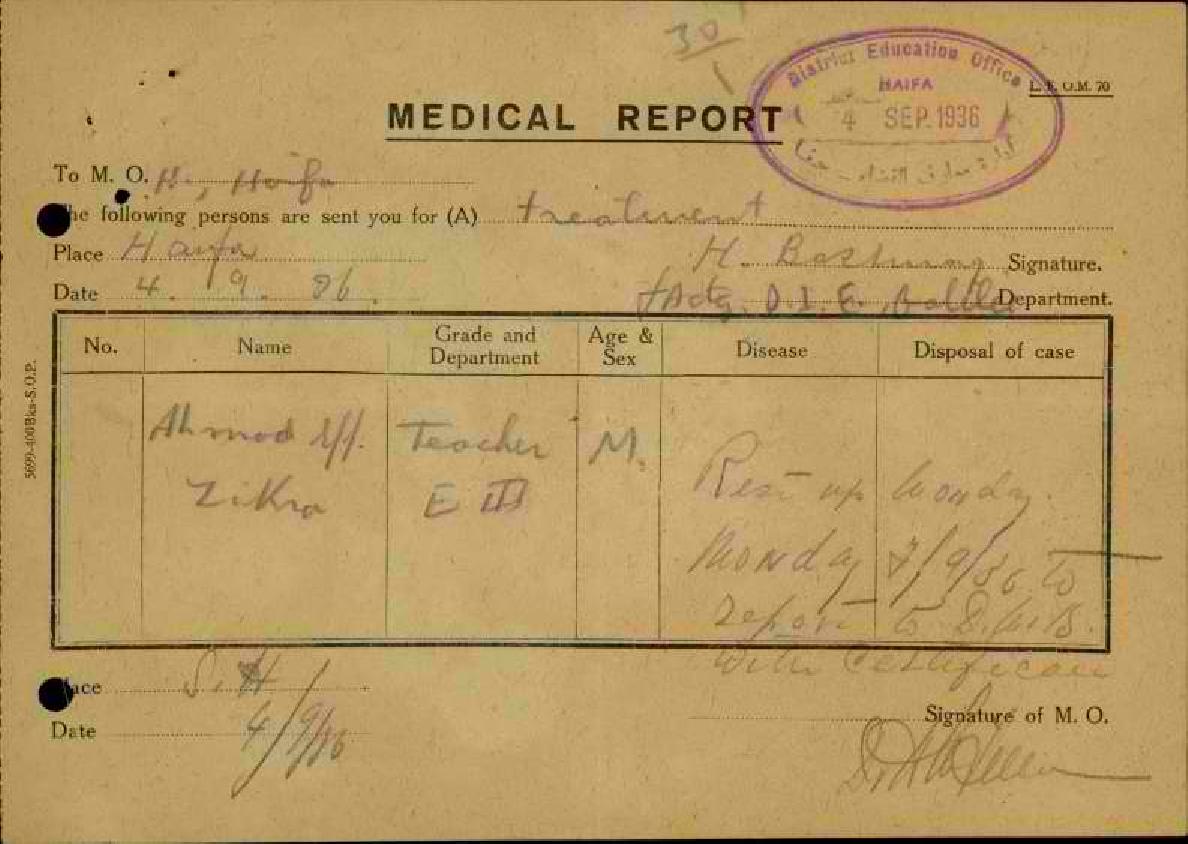 30
1
District Education Office
HAIFA
4 SEP. 1936
MEDICAL REPORT
To M. O. H., Haifa
The following persons are sent you for (A) treatment
Place Haifa
H. Signature.
Date 4. 9. 36.
D. I. E. Department.
No. Name Grade and Department Age & Sex Disease Disposal of case
Ahmad Eff. Teacher M.
Zikra E III
Rest up Monday.
Monday 7/9/36 to
report to
with Certificate
5699-400Bks-S.O.P.
Place S. H
Date 4/9/36
Signature of M. O.